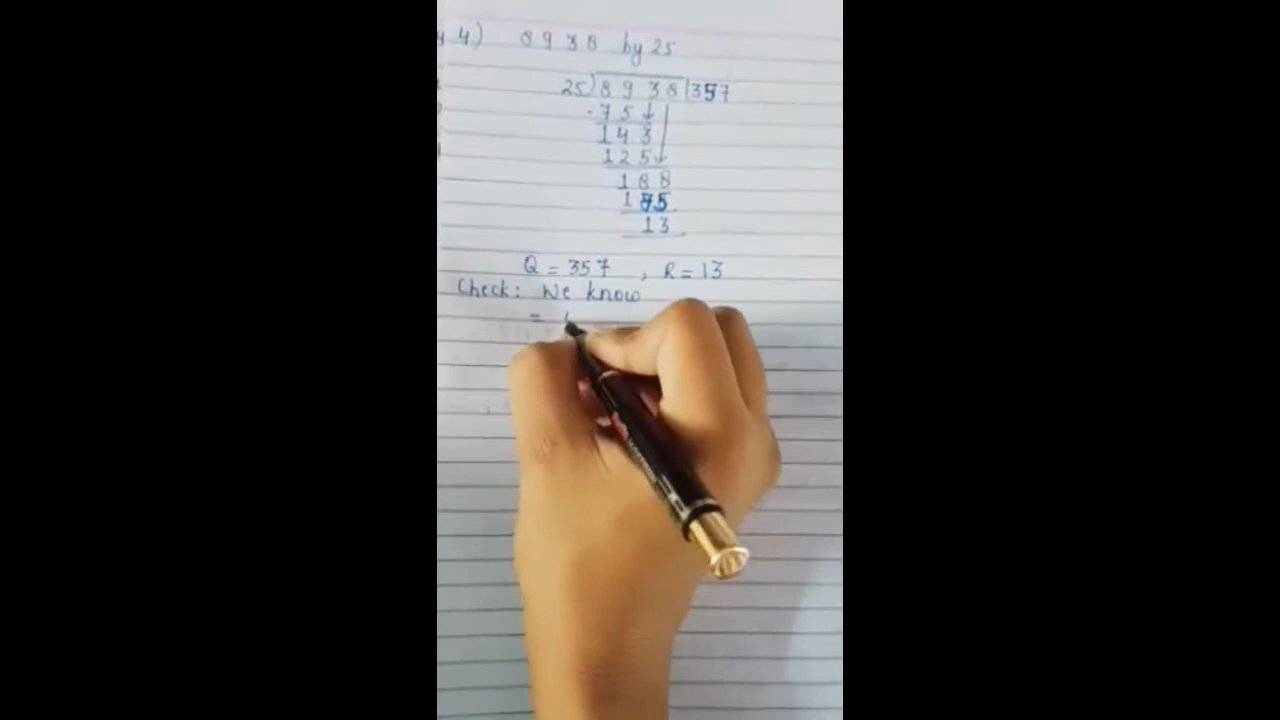 4) 8938 by 25
25)8938(357
-75
143
125
188
175
13
Q = 357 , R = 13
Check: We know
=